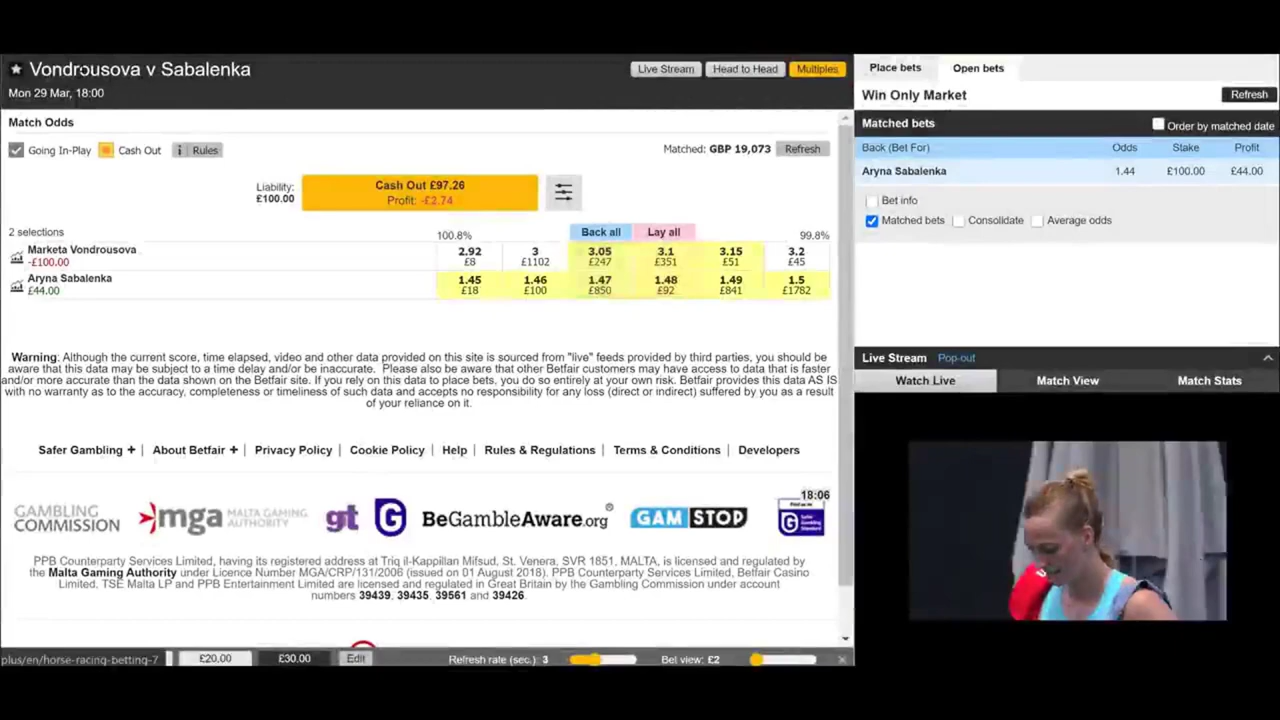 Vondrousova v Sabalenka
Live Stream
Head to Head
Multiples
Mon 29 Mar, 18:00
Match Odds
Going In-Play
Cash Out
i Rules
Matched: GBP 19,073
Refresh
Liability:
£100.00
Cash Out £97.26
Profit: -£2.74
2 selections
100.8%
Back all
Lay all
99.8%
Marketa Vondrousova
-£100.00
2.92
£8
3
£1102
3.05
£247
3.1
£351
3.15
£51
3.2
£45
Aryna Sabalenka
£44.00
1.45
£18
1.46
£100
1.47
£850
1.48
£92
1.49
£841
1.5
£1782
Warning: Although the current score, time elapsed, video and other data provided on this site is sourced from "live" feeds provided by third parties, you should be
aware that this data may be subject to a time delay and/or be inaccurate. Please also be aware that other Betfair customers may have access to data that is faster
and/or more accurate than the data shown on the Betfair site. If you rely on this data to place bets, you do so entirely at your own risk. Betfair provides this data AS IS
with no warranty as to the accuracy, completeness or timeliness of such data and accepts no responsibility for any loss (direct or indirect) suffered by you as a result
of your reliance on it.
Safer Gambling + | About Betfair + | Privacy Policy | Cookie Policy | Help | Rules & Regulations | Terms & Conditions | Developers
18:06
GAMBLING
COMMISSION
mga MALTA GAMING
AUTHORITY
gt
G
BeGambleAware.org®
GAMSTOP
G
PPB Counterparty Services Limited, having its registered address at Triq il-Kappillan Mifsud, St. Venera, SVR 1851, MALTA, is licensed and regulated by
the Malta Gaming Authority under Licence Number MGA/CRP/131/2006 (issued on 01 August 2018). PPB Counterparty Services Limited, Betfair Casino
Limited, TSE Malta LP and PPB Entertainment Limited are licensed and regulated in Great Britain by the Gambling Commission under account
numbers 39439, 39435, 39561 and 39426.
plus/en/horse-racing-betting-7
£20.00
£30.00
Edit
Refresh rate (sec.): 3
Bet view: £2
Place bets
Open bets
Win Only Market
Refresh
Matched bets
Order by matched date
Back (Bet For)
Odds
Stake
Profit
Aryna Sabalenka
1.44
£100.00
£44.00
Bet info
Matched bets
Consolidate
Average odds
Live Stream
Pop-out
Watch Live
Match View
Match Stats